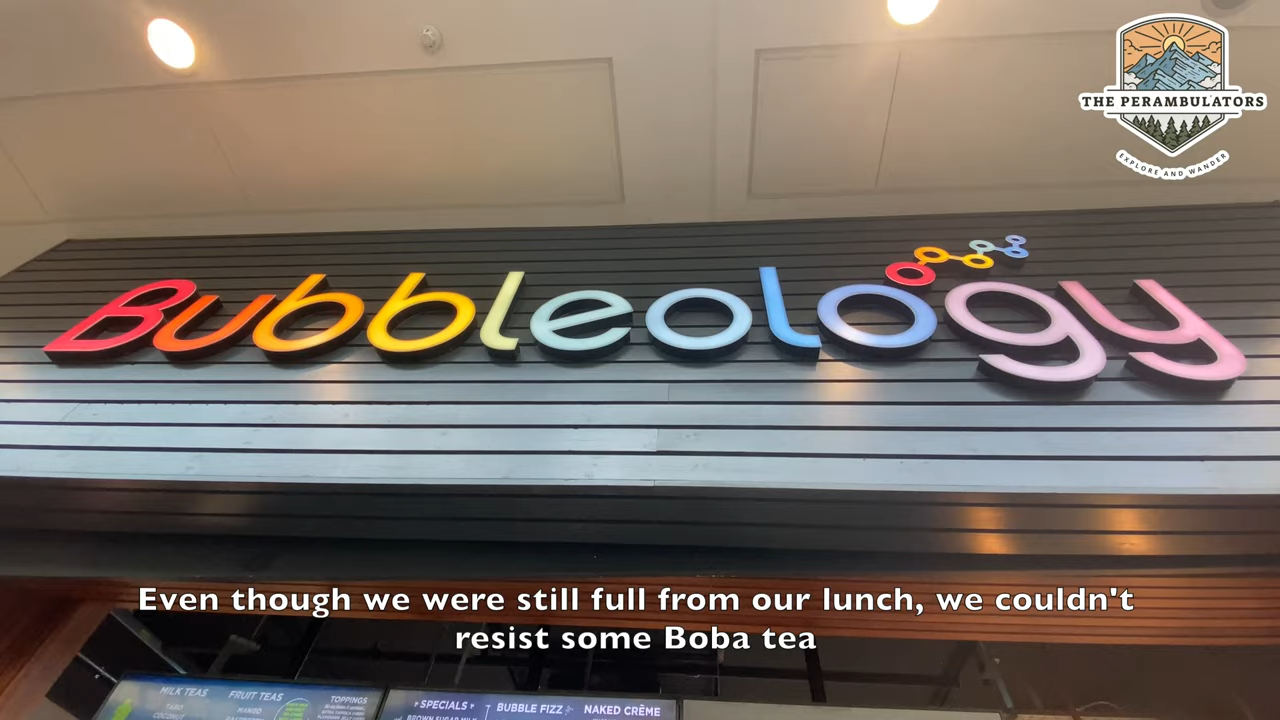 THE PERAMBULATORS
EXPLORE AND WANDER
Bubbleology
Even though we were still full from our lunch, we couldn't
resist some Boba tea
MILK TEAS
FRUIT TEAS
TOPPINGS
SPECIALS
BUBBLE FIZZ
NAKED CRÈME
TARO
MANGO
COCONUT
BROWN SUGAR MILK